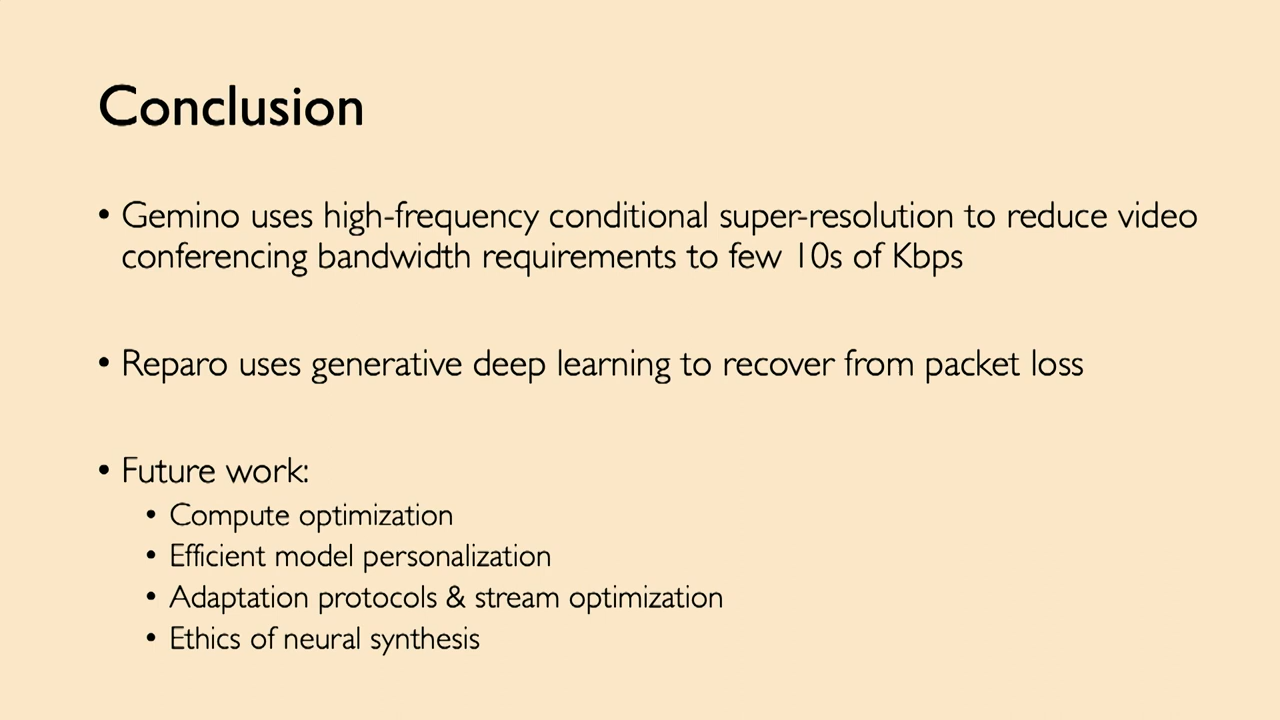 Conclusion
• Gemino uses high-frequency conditional super-resolution to reduce video
conferencing bandwidth requirements to few 10s of Kbps
• Reparo uses generative deep learning to recover from packet loss
• Future work:
• Compute optimization
• Efficient model personalization
• Adaptation protocols & stream optimization
• Ethics of neural synthesis